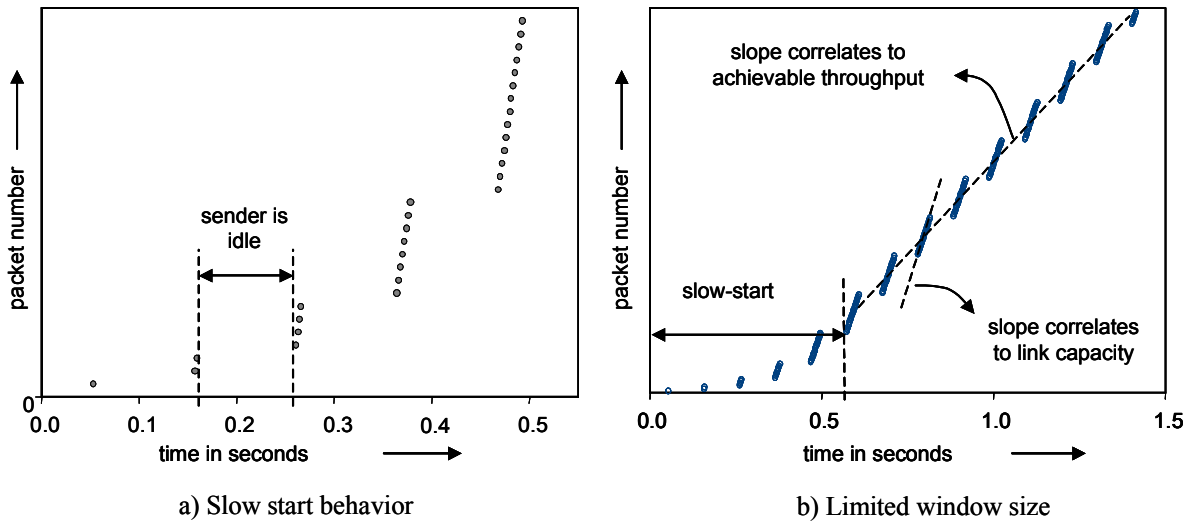 packet number
sender is
idle
0
0.0 0.1 0.2 0.3 0.4 0.5
time in seconds
a) Slow start behavior
packet number
slope correlates to
achievable throughput
slow-start
slope correlates
to link capacity
0.0 0.5 1.0 1.5
time in seconds
b) Limited window size